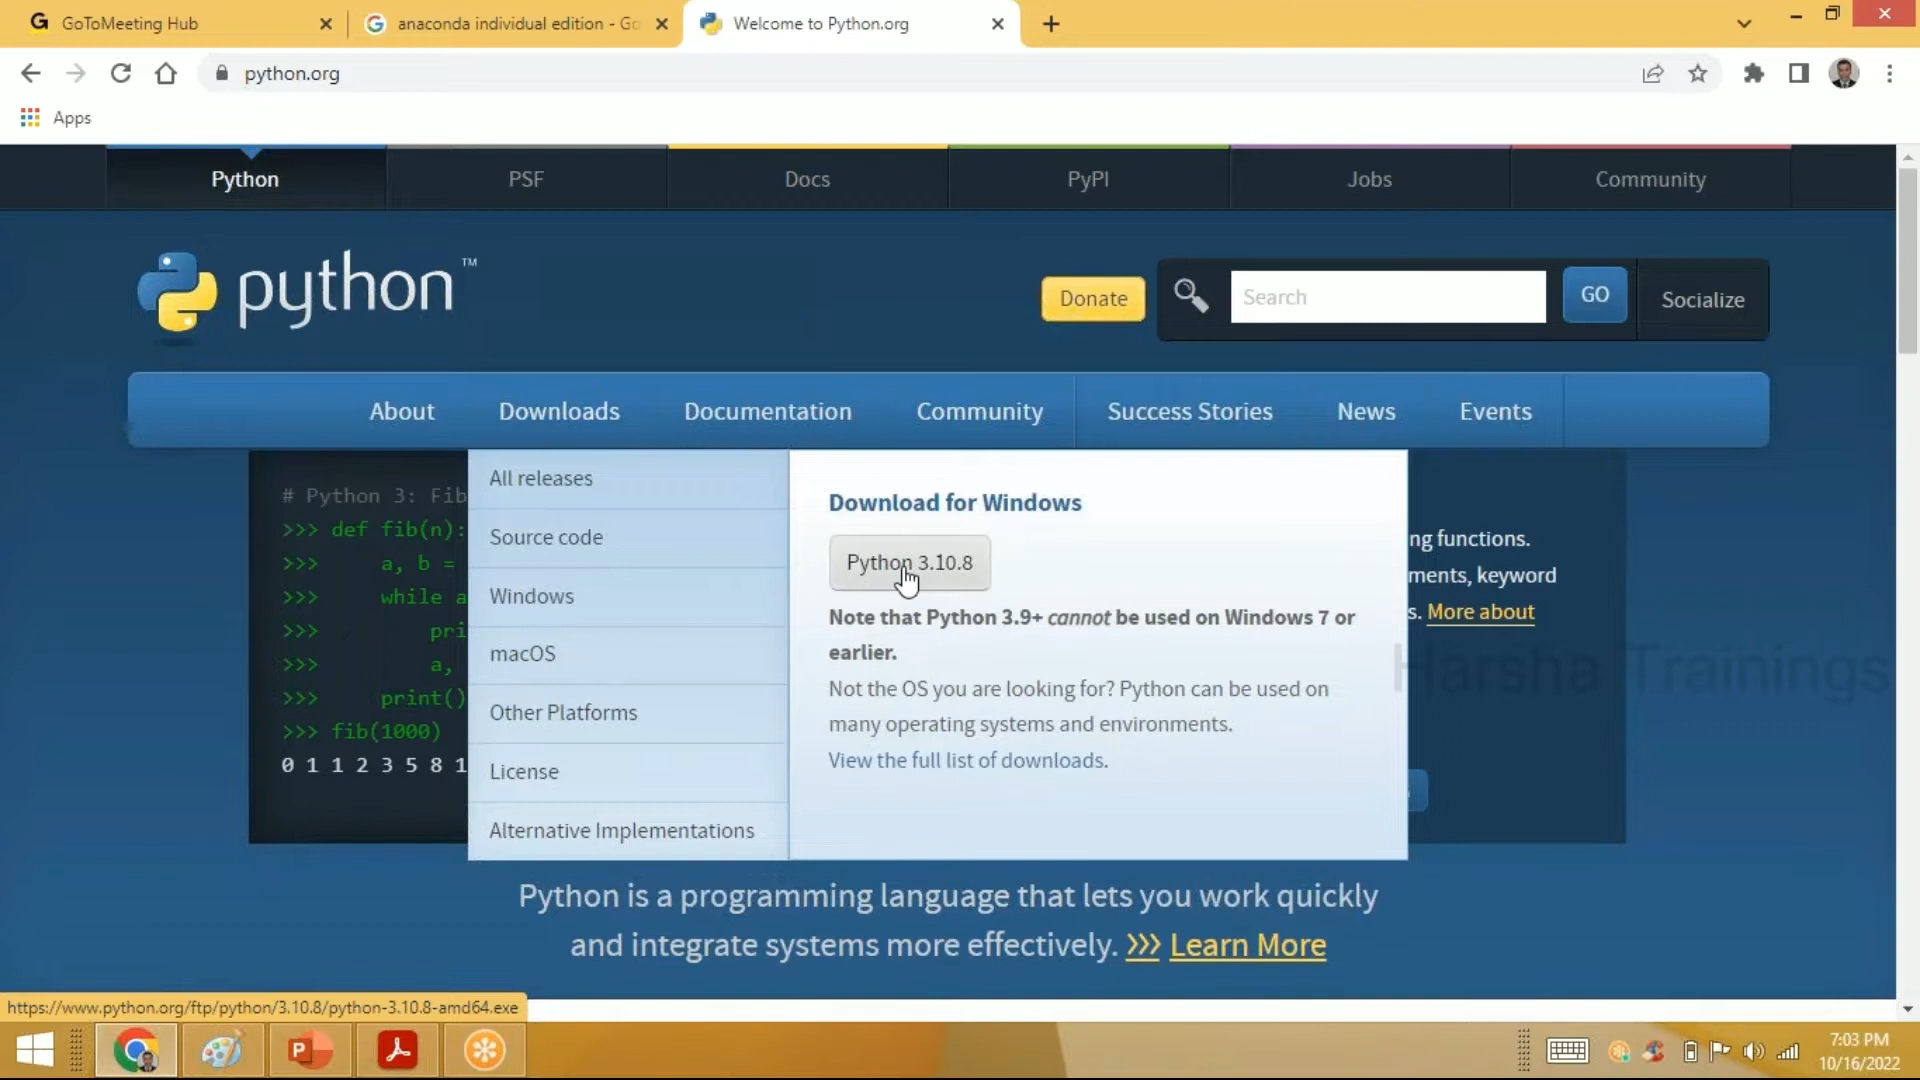 GoToMeeting Hub
anaconda individual edition - Go
Welcome to Python.org
python.org
Apps
Python
PSF
Docs
PyPI
Jobs
Community
python™
Donate
Search
GO
Socialize
About
Downloads
Documentation
Community
Success Stories
News
Events
# Python 3: Fib
>>> def fib(n):
>>>     a, b =
>>>     while a
>>>         pri
>>>         a,
>>>     print()
>>> fib(1000)
0 1 1 2 3 5 8 1
All releases
Source code
Windows
macOS
Other Platforms
License
Alternative Implementations
Download for Windows
Python 3.10.8
Note that Python 3.9+ cannot be used on Windows 7 or
earlier.
Not the OS you are looking for? Python can be used on
many operating systems and environments.
View the full list of downloads.
ng functions.
ments, keyword
s. More about
Harsha Trainings
Python is a programming language that lets you work quickly
and integrate systems more effectively. >>> Learn More
https://www.python.org/ftp/python/3.10.8/python-3.10.8-amd64.exe
7:03 PM
10/16/2022